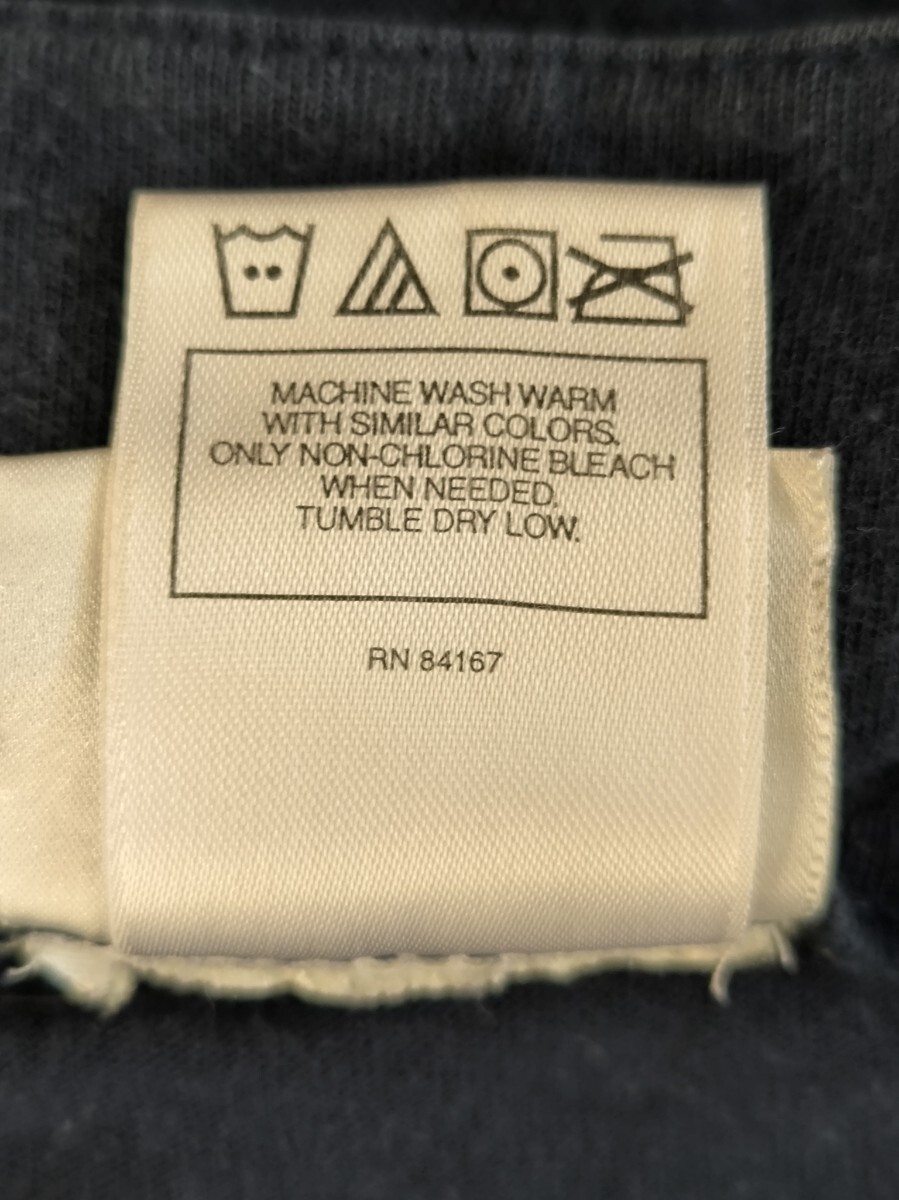 MACHINE WASH WARM
WITH SIMILAR COLORS.
ONLY NON-CHLORINE BLEACH
WHEN NEEDED.
TUMBLE DRY LOW.
RN 84167